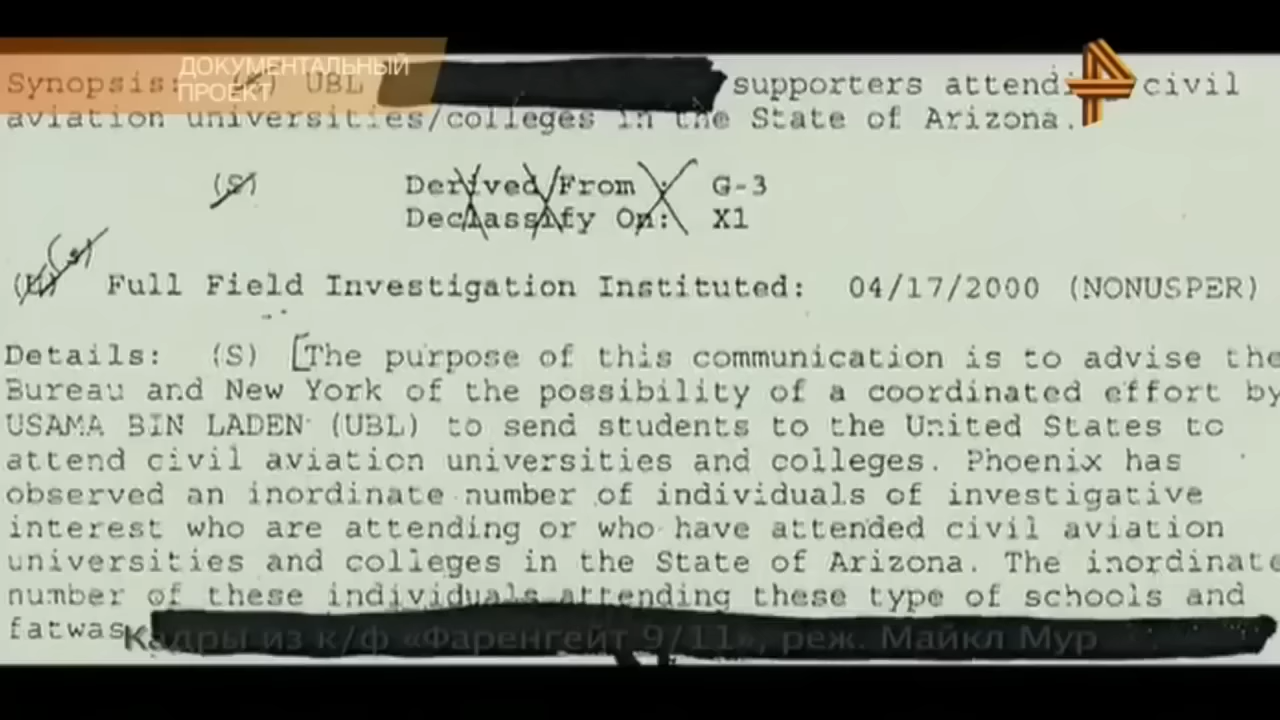 ДОКУМЕНТАЛЬНЫЙ
ПРОЕКТ
Synopsis: UBL supporters attendi civil
aviation universities/colleges in the State of Arizona.
(S) Derived From : G-3
Declassify On: X1
(U) (S) Full Field Investigation Instituted: 04/17/2000 (NONUSPER)
Details: (S) [The purpose of this communication is to advise the
Bureau and New York of the possibility of a coordinated effort by
USAMA BIN LADEN (UBL) to send students to the United States to
attend civil aviation universities and colleges. Phoenix has
observed an inordinate number of individuals of investigative
interest who are attending or who have attended civil aviation
universities and colleges in the State of Arizona. The inordinate
number of these individuals attending these type of schools and
fatwas
Кадры из к/ф «Фаренгейт 9/11», реж. Майкл Мур